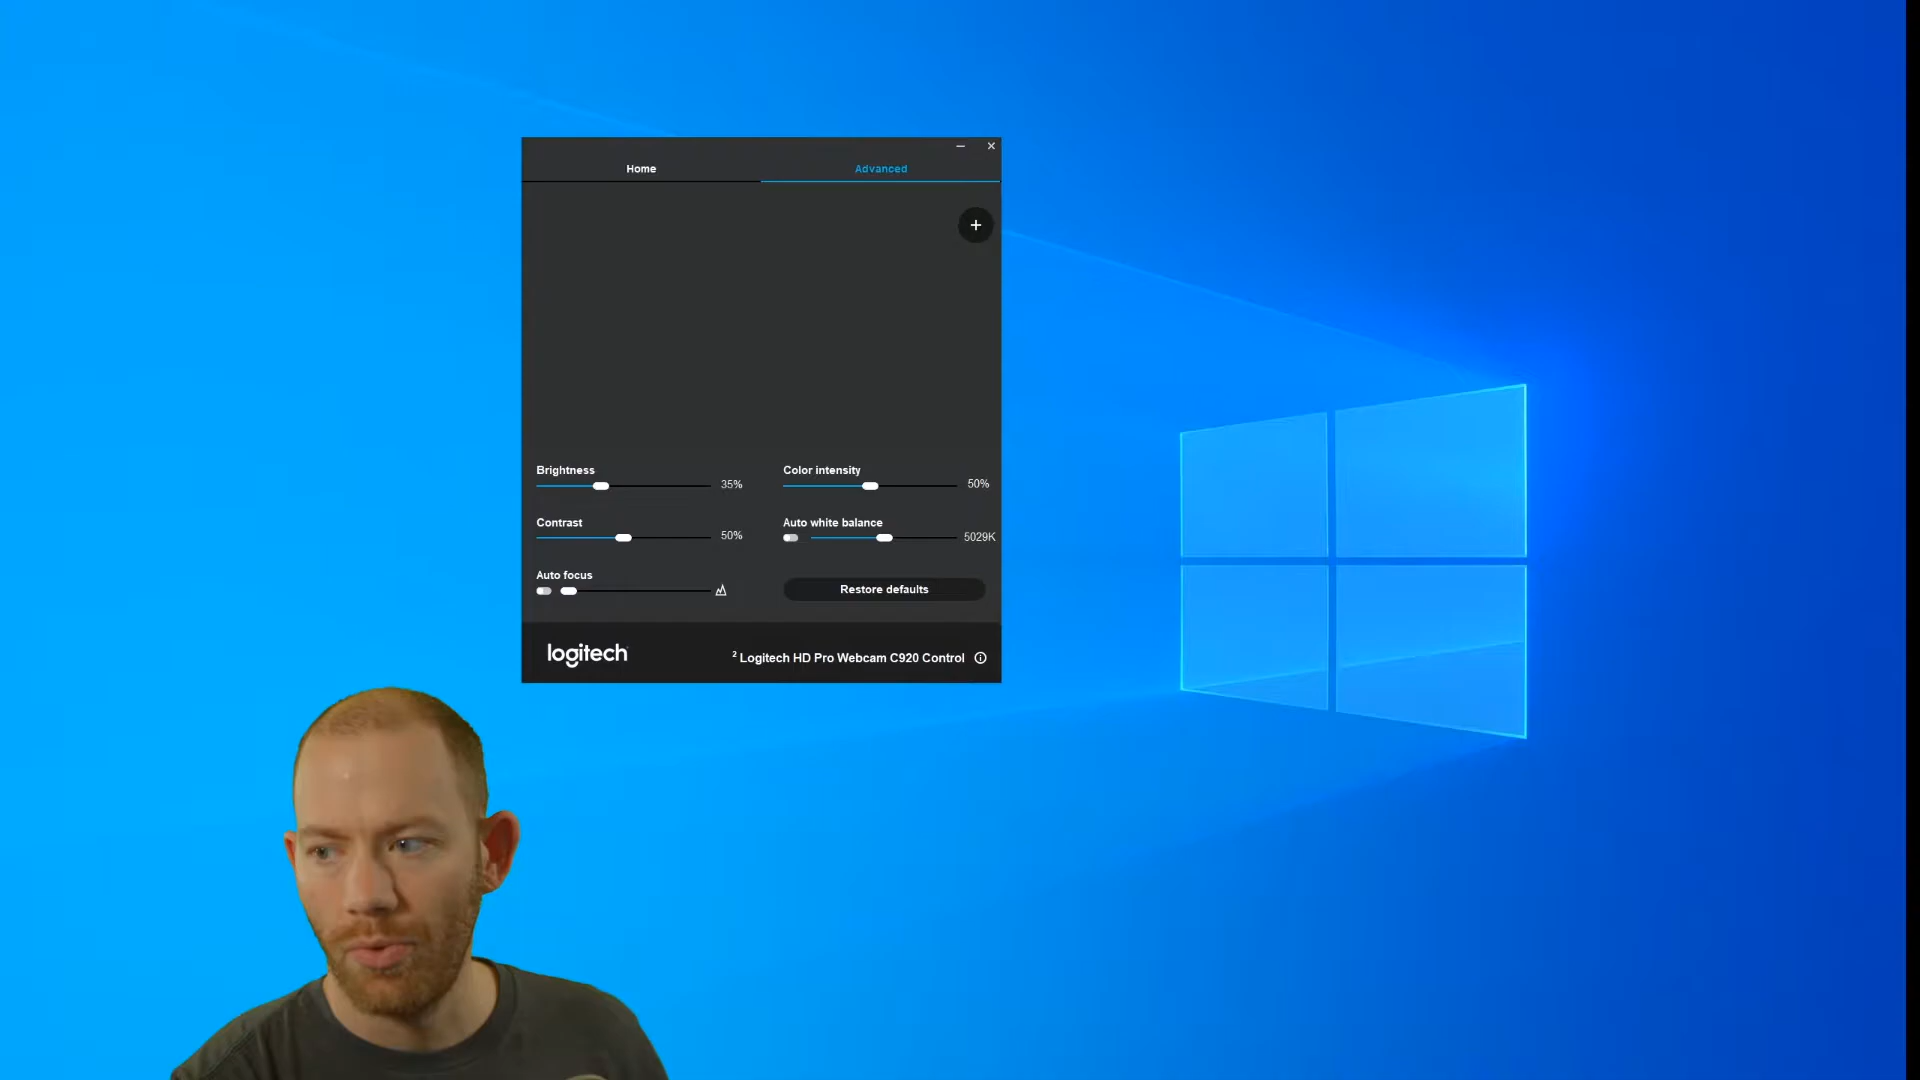 Home
Advanced
Brightness
35%
Color intensity
50%
Contrast
50%
Auto white balance
5029K
Auto focus
Restore defaults
logitech
² Logitech HD Pro Webcam C920 Control